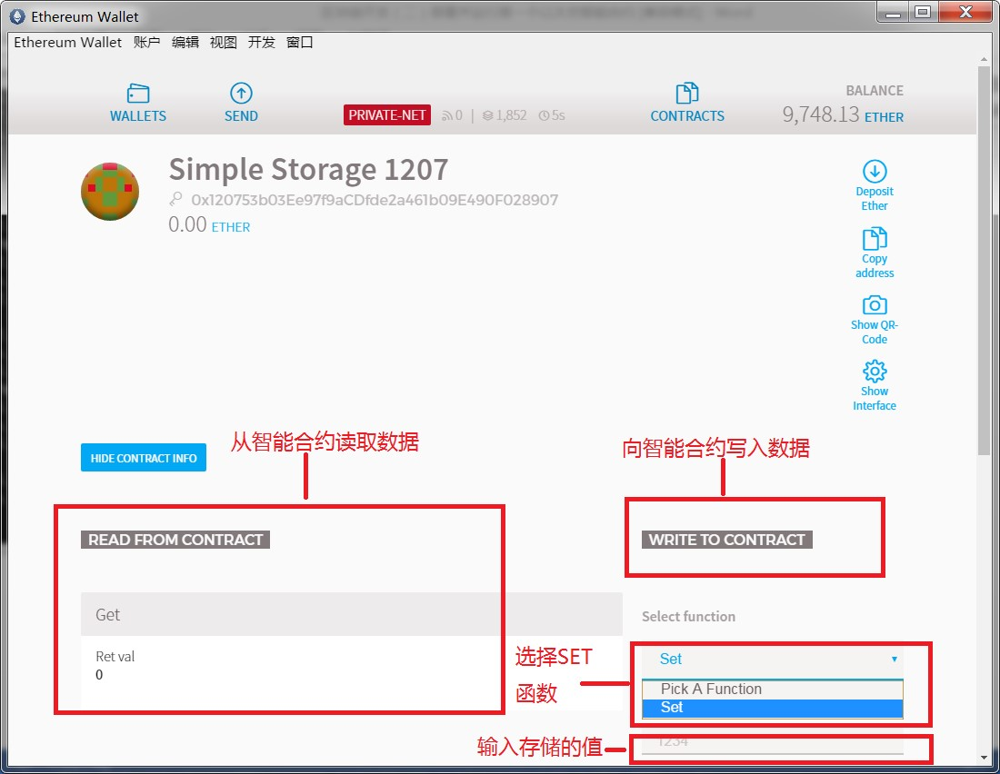 Ethereum Wallet
Ethereum Wallet 账户 编辑 视图 开发 窗口
WALLETS
SEND
PRIVATE-NET 0 | 1,852 5s
CONTRACTS
BALANCE
9,748.13 ETHER
Simple Storage 1207
0x120753b03Ee97f9aCDfde2a461b09E490F028907
0.00 ETHER
Deposit
Ether
Copy
address
Show QR-
Code
Show
Interface
从智能合约读取数据
向智能合约写入数据
HIDE CONTRACT INFO
READ FROM CONTRACT
WRITE TO CONTRACT
Get
Ret val
0
Select function
选择SET
函数
Set
Pick A Function
Set
输入存储的值
1234